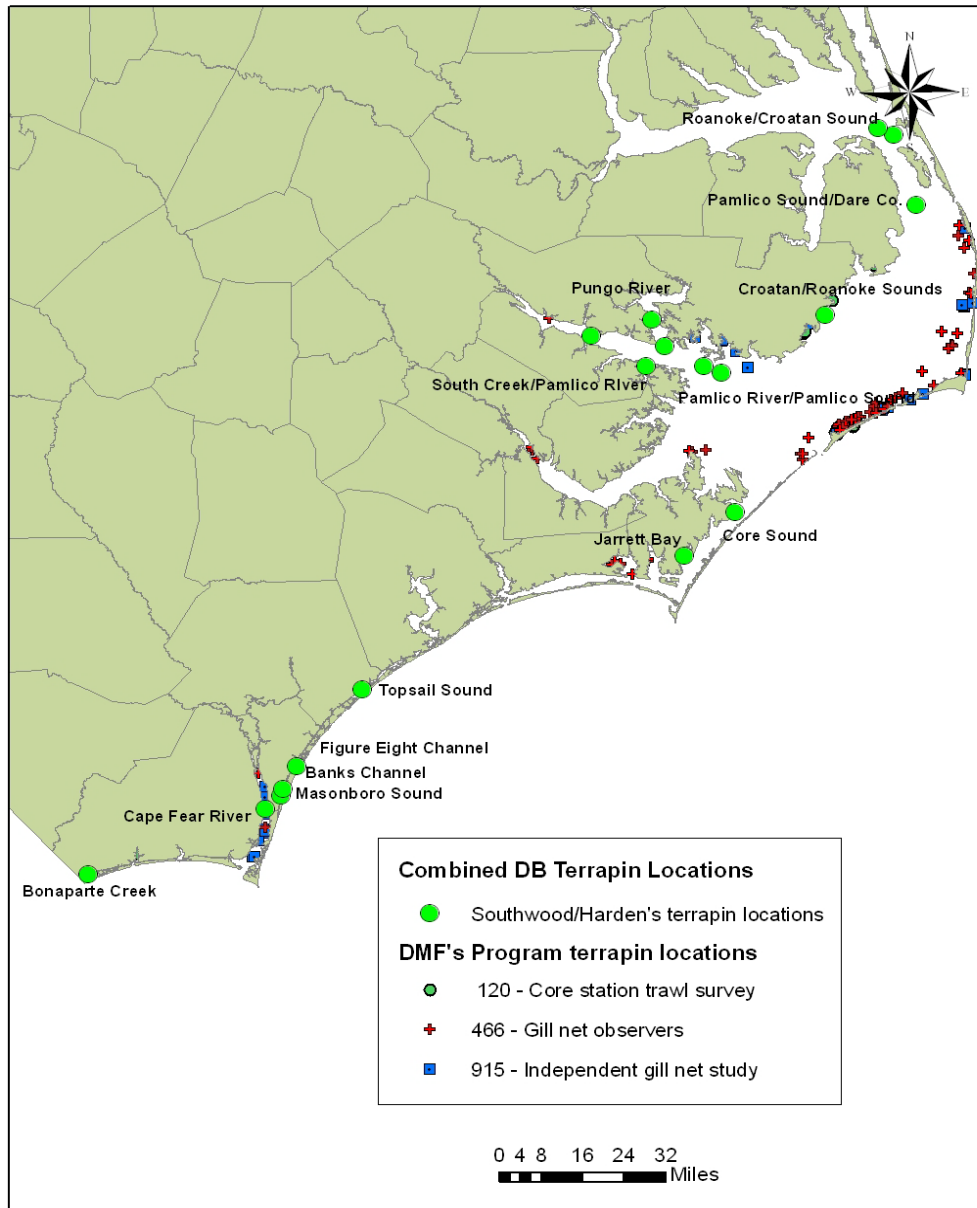 N
W
E
S
Roanoke/Croatan Sound
Pamlico Sound/Dare Co.
Pungo River
Croatan/Roanoke Sounds
South Creek/Pamlico RIver
Pamlico River/Pamlico Sound
Jarrett Bay
Core Sound
Topsail Sound
Figure Eight Channel
Banks Channel
Masonboro Sound
Cape Fear River
Bonaparte Creek
Combined DB Terrapin Locations
Southwood/Harden's terrapin locations
DMF's Program terrapin locations
120 - Core station trawl survey
466 - Gill net observers
915 - Independent gill net study
0 4 8 16 24 32
Miles